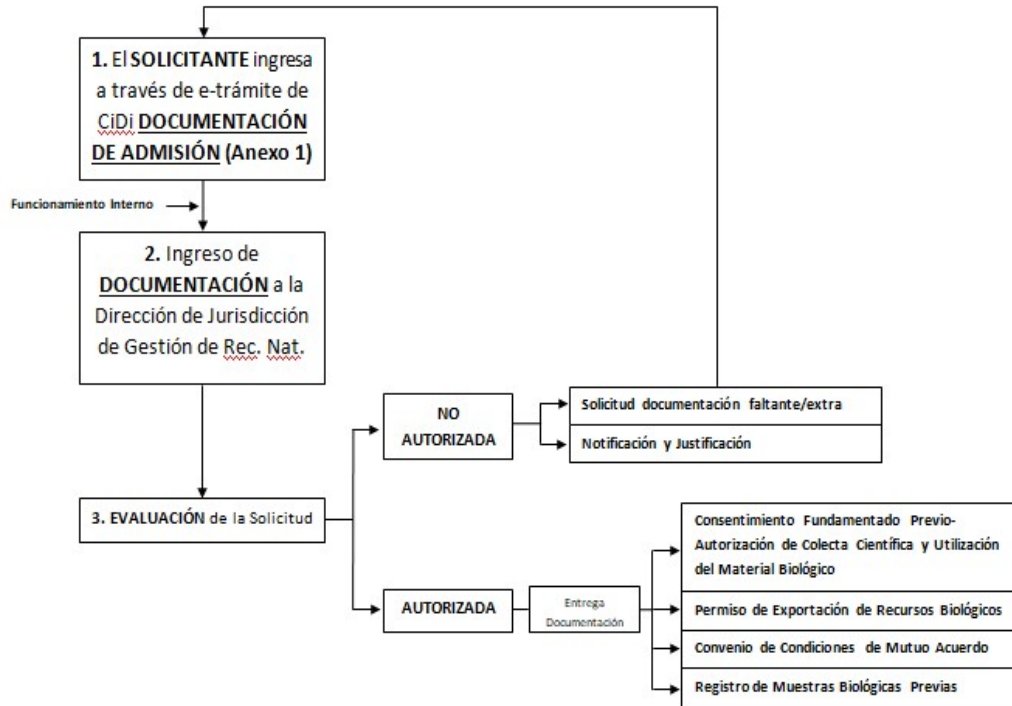 1. El SOLICITANTE ingresa
a través de e-trámite de
CiDi DOCUMENTACIÓN
DE ADMISIÓN (Anexo 1)
Funcionamiento Interno
2. Ingreso de
DOCUMENTACIÓN a la
Dirección de Jurisdicción
de Gestión de Rec. Nat.
3. EVALUACIÓN de la Solicitud
NO
AUTORIZADA
Solicitud documentación faltante/extra
Notificación y Justificación
AUTORIZADA
Entrega
Documentación
Consentimiento Fundamentado Previo-
Autorización de Colecta Científica y Utilización
del Material Biológico
Permiso de Exportación de Recursos Biológicos
Convenio de Condiciones de Mutuo Acuerdo
Registro de Muestras Biológicas Previas